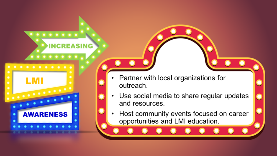 INCREASING
LMI
AWARENESS
• Partner with local organizations for
outreach.
• Use social media to share regular updates
and resources.
• Host community events focused on career
opportunities and LMI education.